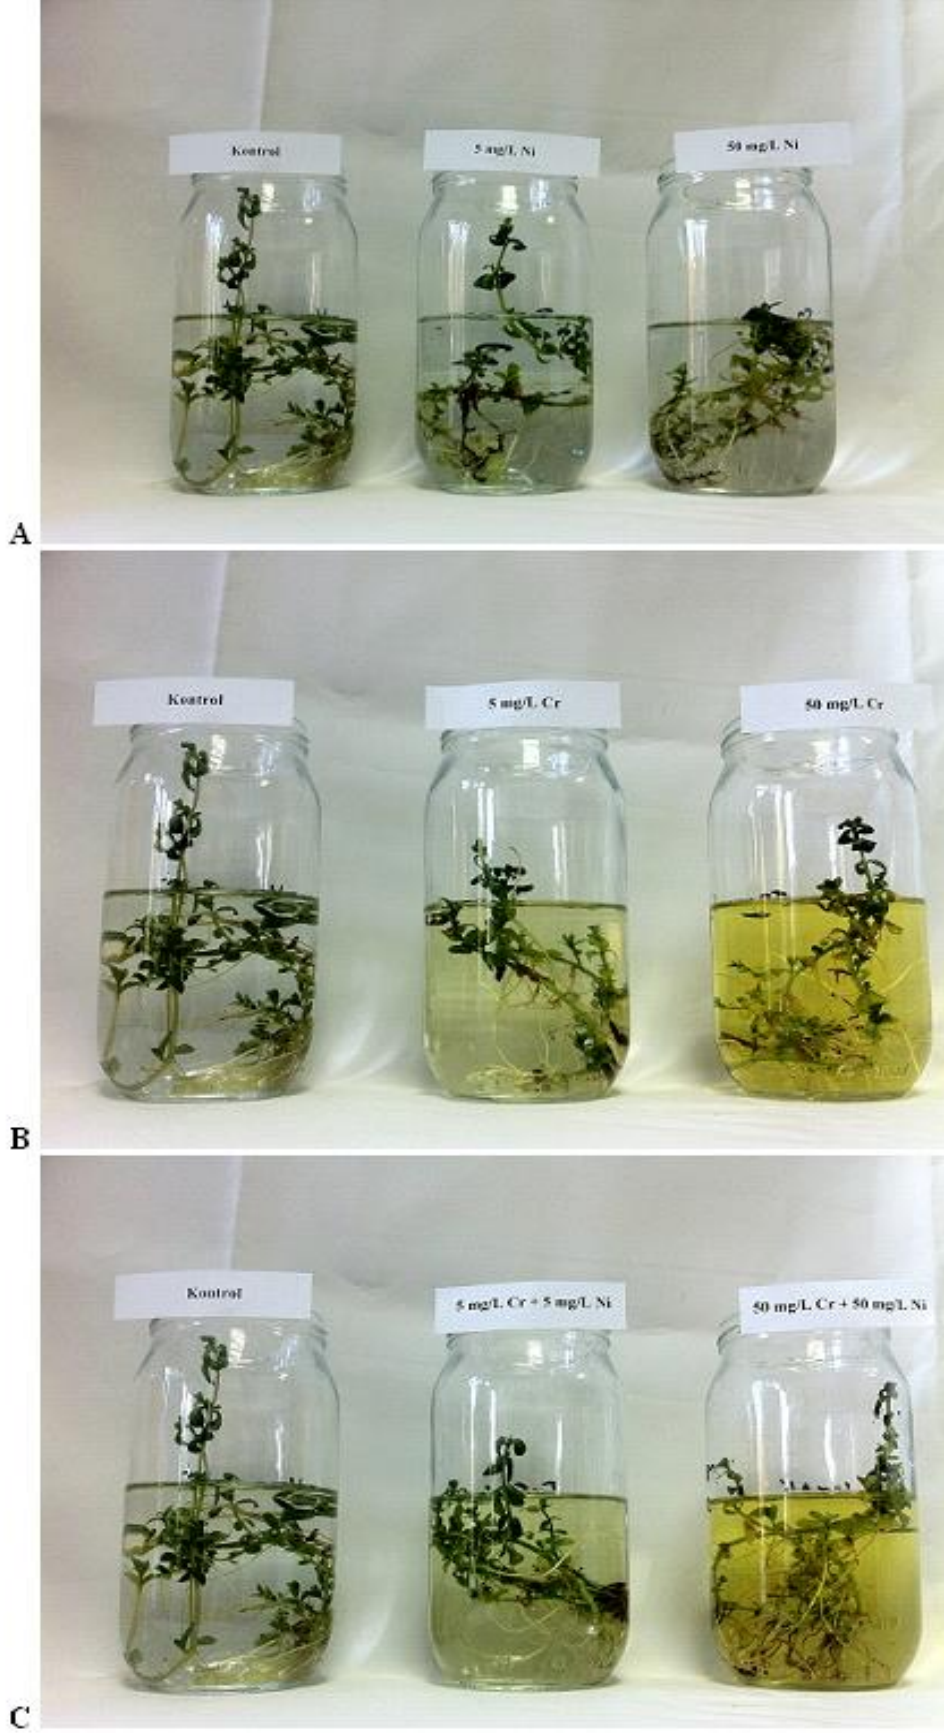 Kontrol
5 mg/L Ni
50 mg/L Ni
A
Kontrol
5 mg/L Cr
50 mg/L Cr
B
Kontrol
5 mg/L Cr + 5 mg/L Ni
50 mg/L Cr + 50 mg/L Ni
C